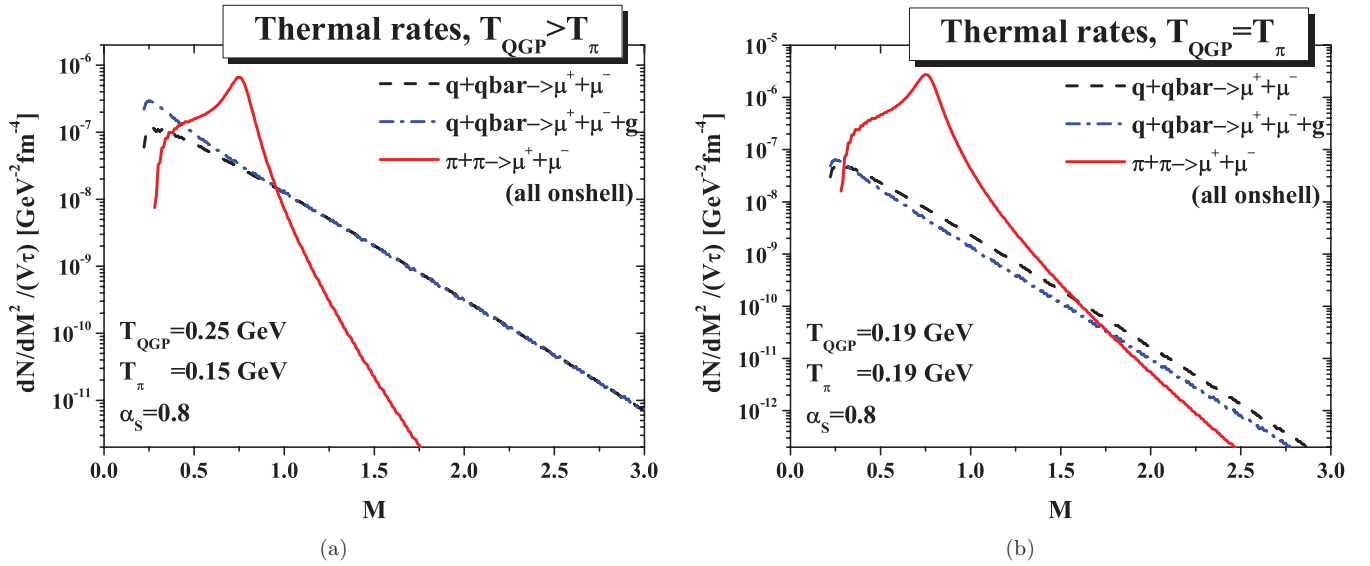 Thermal rates, T_QGP>T_π
10^-6
10^-7
10^-8
10^-9
10^-10
10^-11
dN/dM^2 /(Vτ) [GeV^-2 fm^-4]
q+qbar->μ^+ +μ^-
q+qbar->μ^+ +μ^- +g
π+π->μ^+ +μ^-
(all onshell)
T_QGP=0.25 GeV
T_π =0.15 GeV
α_S=0.8
0.0 0.5 1.0 1.5 2.0 2.5 3.0
M
(a)
Thermal rates, T_QGP=T_π
10^-5
10^-6
10^-7
10^-8
10^-9
10^-10
10^-11
10^-12
dN/dM^2 /(Vτ) [GeV^-2 fm^-4]
q+qbar->μ^+ +μ^-
q+qbar->μ^+ +μ^- +g
π+π->μ^+ +μ^-
(all onshell)
T_QGP=0.19 GeV
T_π =0.19 GeV
α_S=0.8
0.0 0.5 1.0 1.5 2.0 2.5 3.0
M
(b)